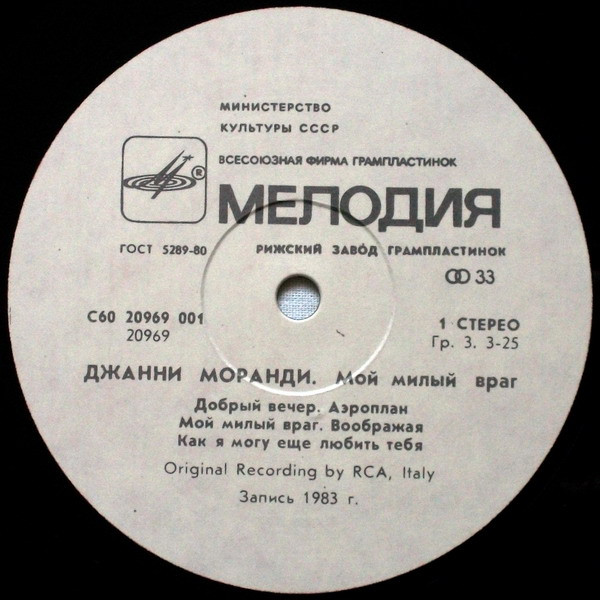 МИНИСТЕРСТВО
КУЛЬТУРЫ СССР
ВСЕСОЮЗНАЯ ФИРМА ГРАМПЛАСТИНОК
®
МЕЛОДИЯ
ГОСТ 5289-80 РИЖСКИЙ ЗАВОД ГРАМПЛАСТИНОК
33
С60 20969 001 1 СТЕРЕО
20969 Гр. 3. 3-25
ДЖАННИ МОРАНДИ. Мой милый враг
Добрый вечер. Аэроплан
Мой милый враг. Воображая
Как я могу еще любить тебя
Original Recording by RCA, Italy
Запись 1983 г.